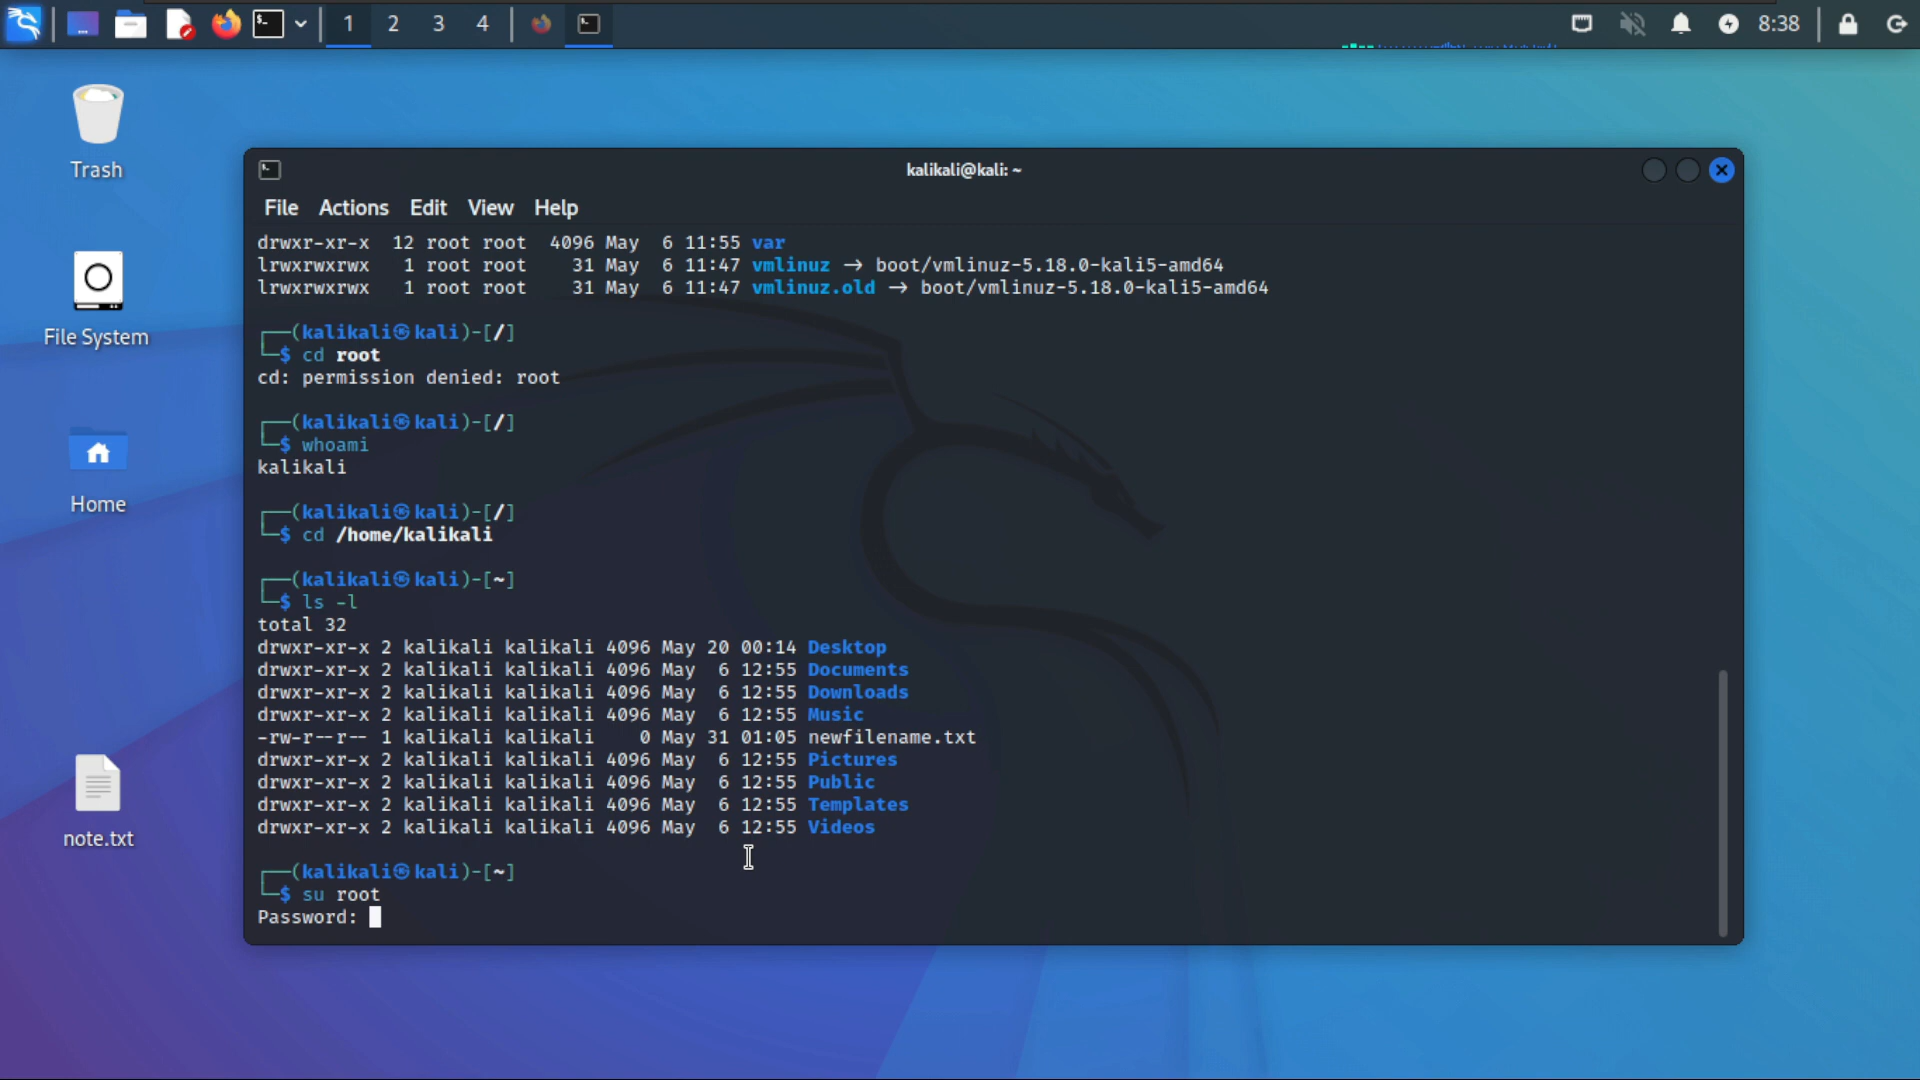 1 2 3 4 8:38
Trash
File System
Home
note.txt
kalikali@kali: ~
File Actions Edit View Help
drwxr-xr-x  12 root root  4096 May  6 11:55 var
lrwxrwxrwx   1 root root    31 May  6 11:47 vmlinuz → boot/vmlinuz-5.18.0-kali5-amd64
lrwxrwxrwx   1 root root    31 May  6 11:47 vmlinuz.old → boot/vmlinuz-5.18.0-kali5-amd64
┌──(kalikali㉿kali)-[/]
└─$ cd root
cd: permission denied: root
┌──(kalikali㉿kali)-[/]
└─$ whoami
kalikali
┌──(kalikali㉿kali)-[/]
└─$ cd /home/kalikali
┌──(kalikali㉿kali)-[~]
└─$ ls -l
total 32
drwxr-xr-x 2 kalikali kalikali 4096 May 20 00:14 Desktop
drwxr-xr-x 2 kalikali kalikali 4096 May  6 12:55 Documents
drwxr-xr-x 2 kalikali kalikali 4096 May  6 12:55 Downloads
drwxr-xr-x 2 kalikali kalikali 4096 May  6 12:55 Music
-rw-r--r-- 1 kalikali kalikali    0 May 31 01:05 newfilename.txt
drwxr-xr-x 2 kalikali kalikali 4096 May  6 12:55 Pictures
drwxr-xr-x 2 kalikali kalikali 4096 May  6 12:55 Public
drwxr-xr-x 2 kalikali kalikali 4096 May  6 12:55 Templates
drwxr-xr-x 2 kalikali kalikali 4096 May  6 12:55 Videos
┌──(kalikali㉿kali)-[~]
└─$ su root
Password: